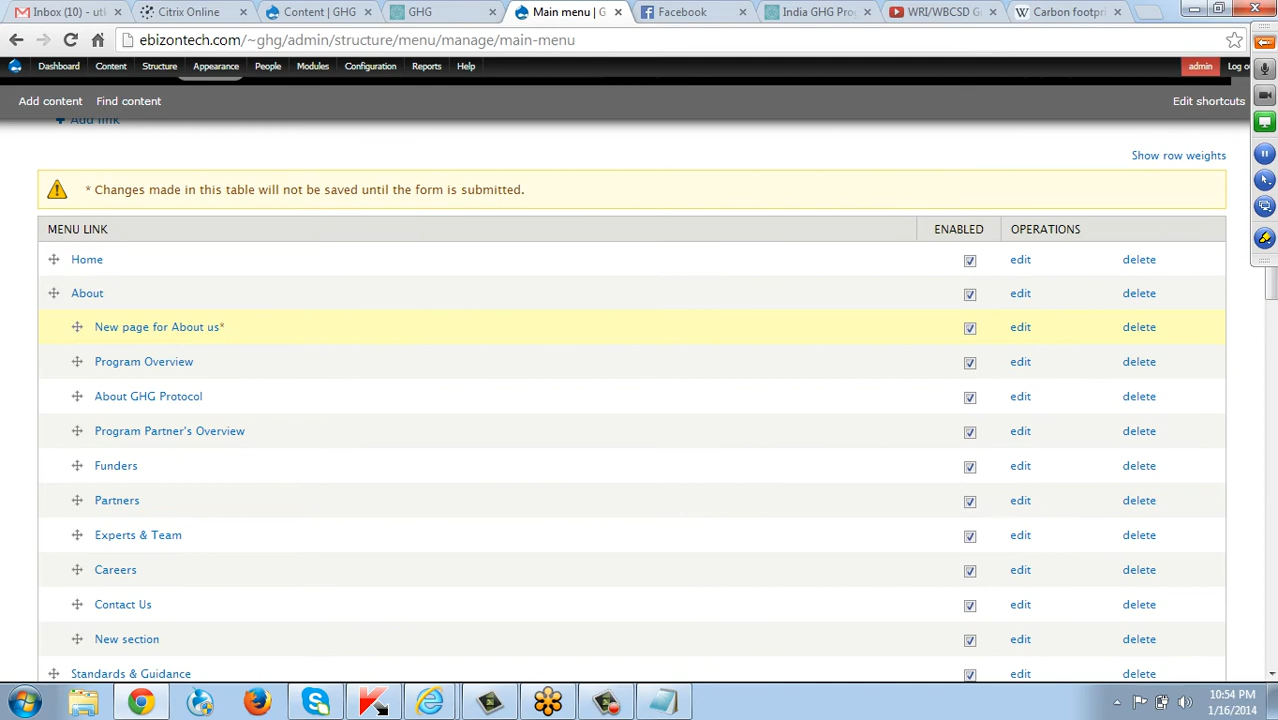 Inbox (10) - utk
Citrix Online
Content | GHG
GHG
Main menu | G
Facebook
India GHG Pro
WRI/WBCSD G
Carbon footpri
ebizontech.com/~ghg/admin/structure/menu/manage/main-m
Dashboard Content Structure Appearance People Modules Configuration Reports Help admin Log o
Add content Find content Edit shortcuts
Add link
Show row weights
* Changes made in this table will not be saved until the form is submitted.
MENU LINK ENABLED OPERATIONS
Home edit delete
About edit delete
New page for About us* edit delete
Program Overview edit delete
About GHG Protocol edit delete
Program Partner's Overview edit delete
Funders edit delete
Partners edit delete
Experts & Team edit delete
Careers edit delete
Contact Us edit delete
New section edit delete
Standards & Guidance edit delete
10:54 PM
1/16/2014